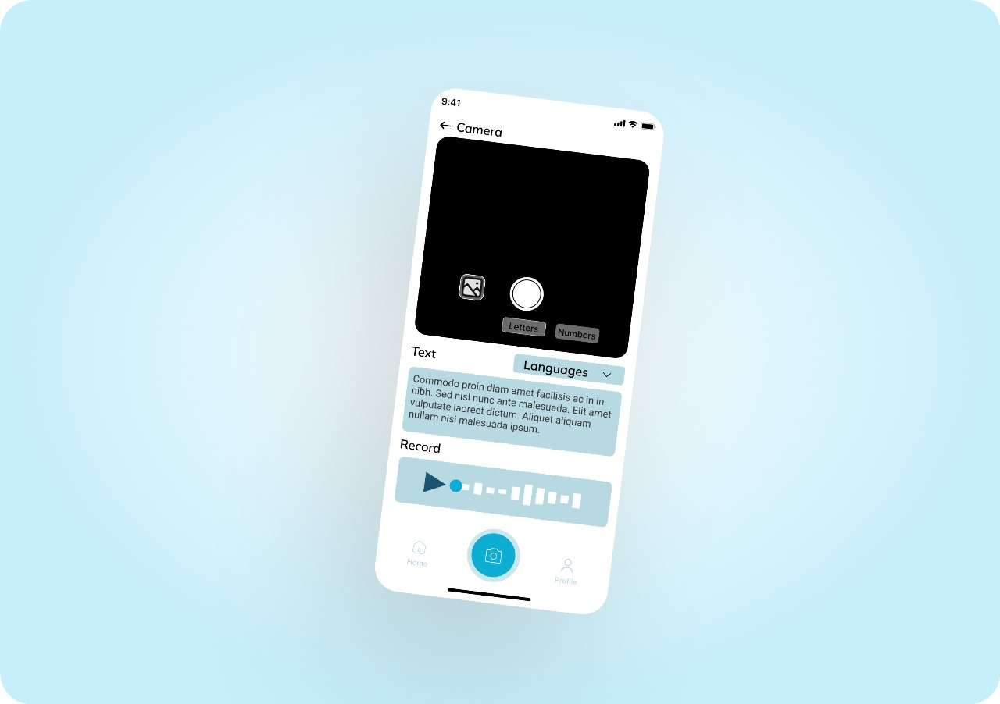 9:41
Camera
Letters
Numbers
Text
Languages
Commodo proin diam amet facilisis ac in in
nibh. Sed nisl nunc ante malesuada. Elit amet
vulputate laoreet dictum. Aliquet aliquam
nullam nisi malesuada ipsum.
Record
Home
Profile